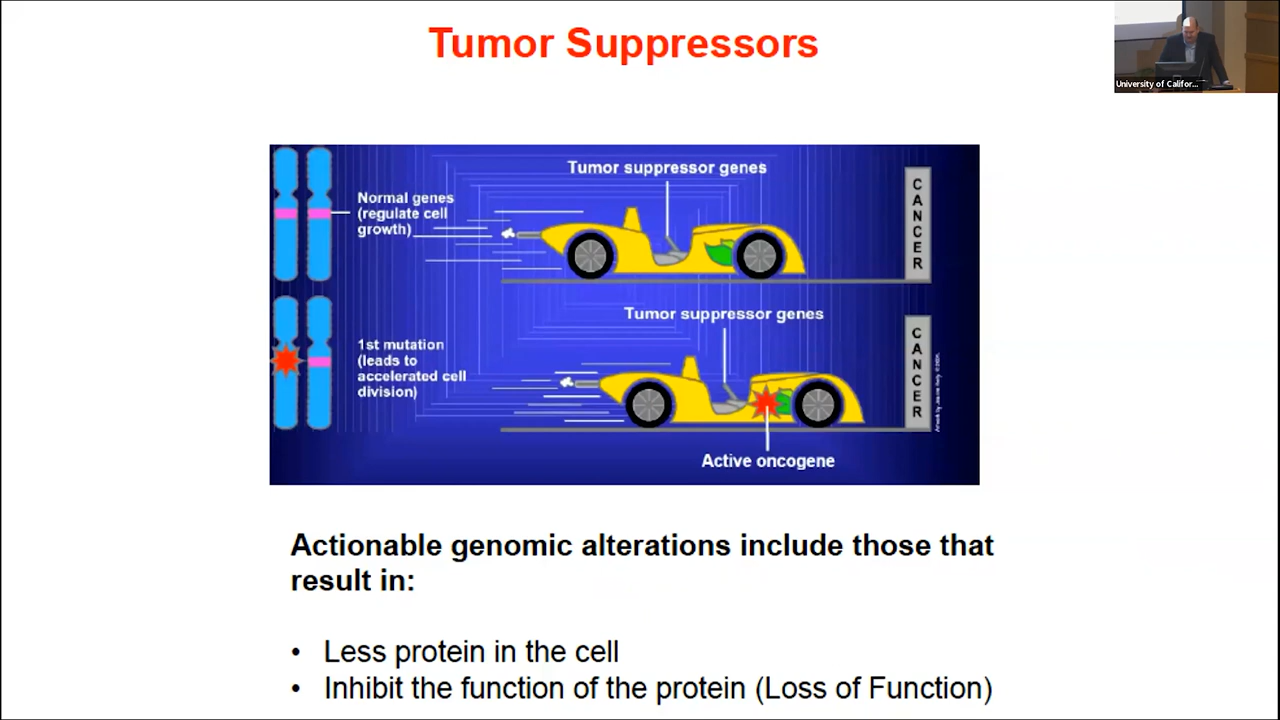 Tumor Suppressors
University of Califor...
Tumor suppressor genes
Normal genes
(regulate cell
growth)
CANCER
Tumor suppressor genes
1st mutation
(leads to
accelerated cell
division)
CANCER
Active oncogene
Actionable genomic alterations include those that
result in:
• Less protein in the cell
• Inhibit the function of the protein (Loss of Function)